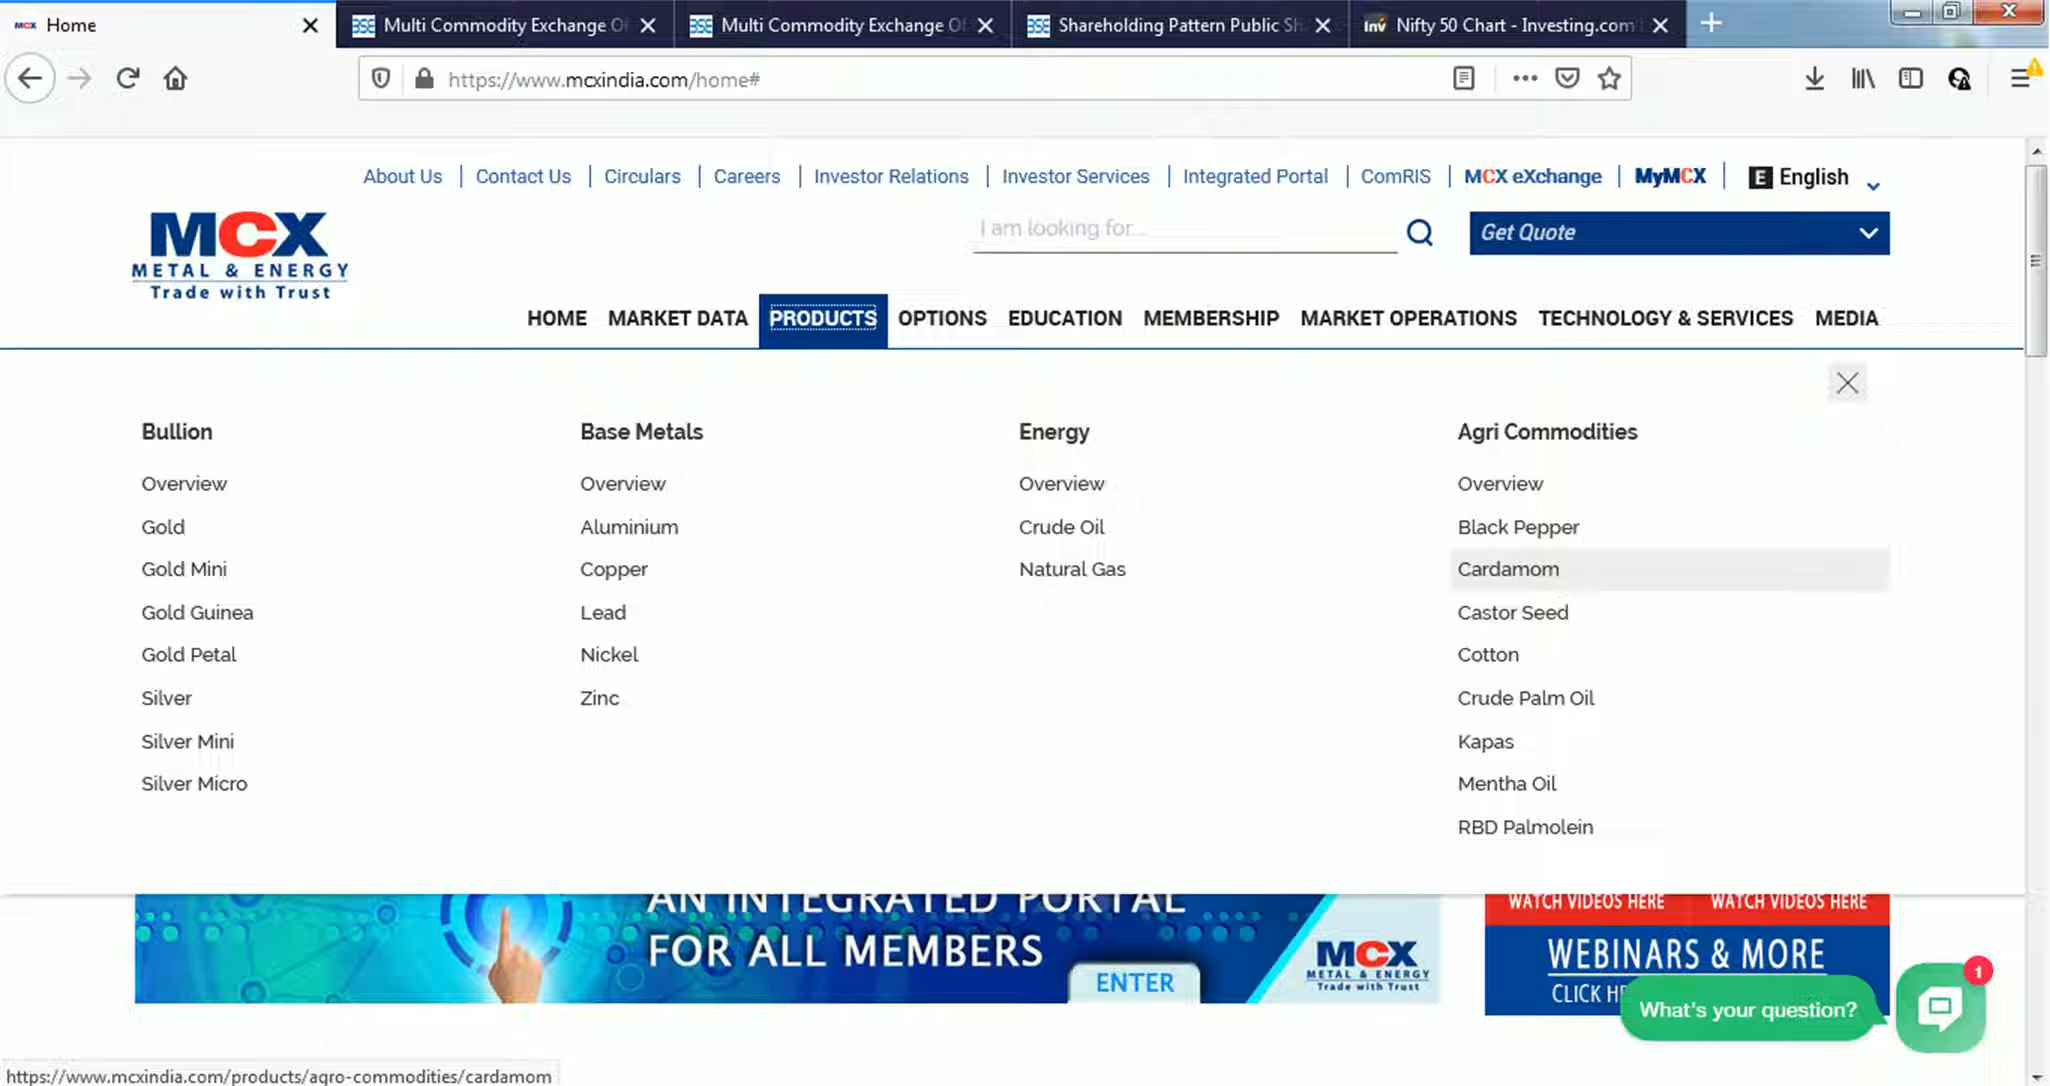 MCX Home
BSE Multi Commodity Exchange Of
BSE Multi Commodity Exchange Of
BSE Shareholding Pattern Public Sh
Inv Nifty 50 Chart - Investing.com
https://www.mcxindia.com/home#
About Us | Contact Us | Circulars | Careers | Investor Relations | Investor Services | Integrated Portal | ComRIS | MCX eXchange | MyMCX | E English
MCX
METAL & ENERGY
Trade with Trust
I am looking for...
Get Quote
HOME MARKET DATA PRODUCTS OPTIONS EDUCATION MEMBERSHIP MARKET OPERATIONS TECHNOLOGY & SERVICES MEDIA
Bullion
Overview
Gold
Gold Mini
Gold Guinea
Gold Petal
Silver
Silver Mini
Silver Micro
Base Metals
Overview
Aluminium
Copper
Lead
Nickel
Zinc
Energy
Overview
Crude Oil
Natural Gas
Agri Commodities
Overview
Black Pepper
Cardamom
Castor Seed
Cotton
Crude Palm Oil
Kapas
Mentha Oil
RBD Palmolein
AN INTEGRATED PORTAL
FOR ALL MEMBERS
ENTER
MCX
METAL & ENERGY
Trade with Trust
WATCH VIDEOS HERE WATCH VIDEOS HERE
WEBINARS & MORE
CLICK
What's your question?
1
https://www.mcxindia.com/products/agro-commodities/cardamom